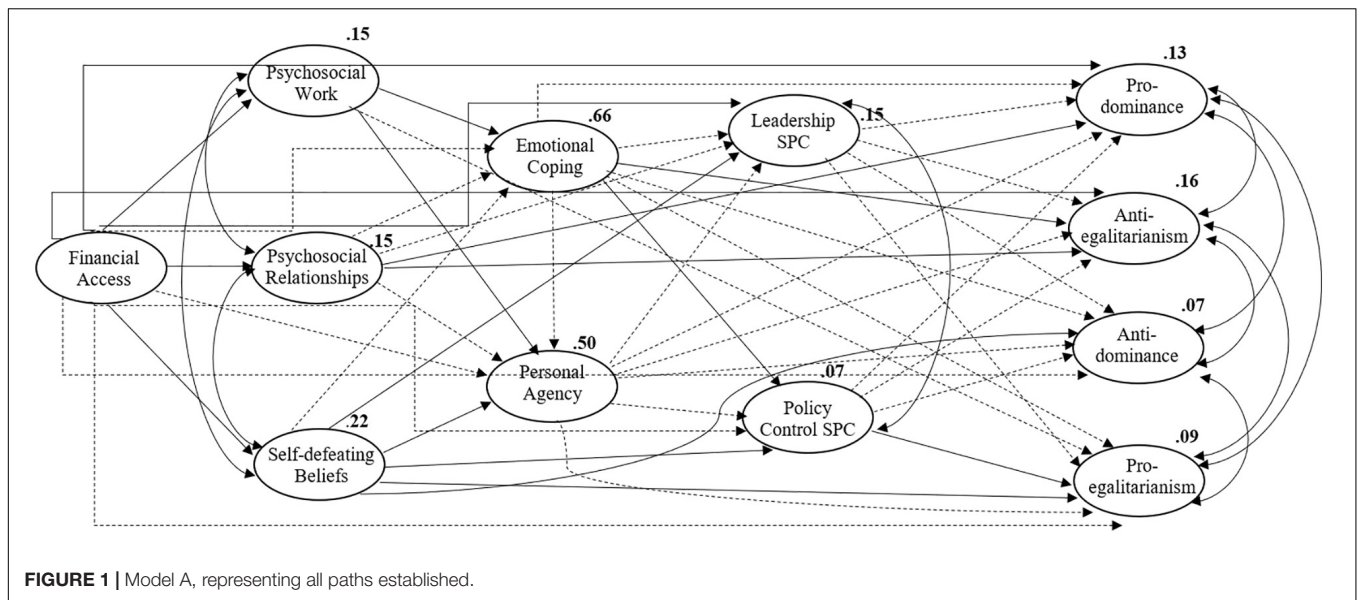 .15
Psychosocial
Work
.66
Emotional
Coping
Leadership
SPC
.15
.13
Pro-
dominance
.16
Anti-
egalitarianism
Financial
Access
Psychosocial
Relationships
.15
.50
Personal
Agency
.07
Policy
Control SPC
.07
Anti-
dominance
.22
Self-defeating
Beliefs
.09
Pro-
egalitarianism
FIGURE 1 | Model A, representing all paths established.